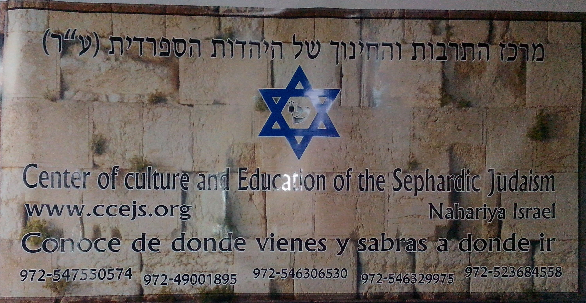 מרכז התרבות והחינוך של היהדות הספרדית (ע"ר)
Center of culture and Education of the Sephardic Judaism
www.ccejs.org Nahariya Israel
Conoce de donde vienes y sabras a donde ir
972-547550574 972-49001895 972-546306530 972-546329975 972-523684558